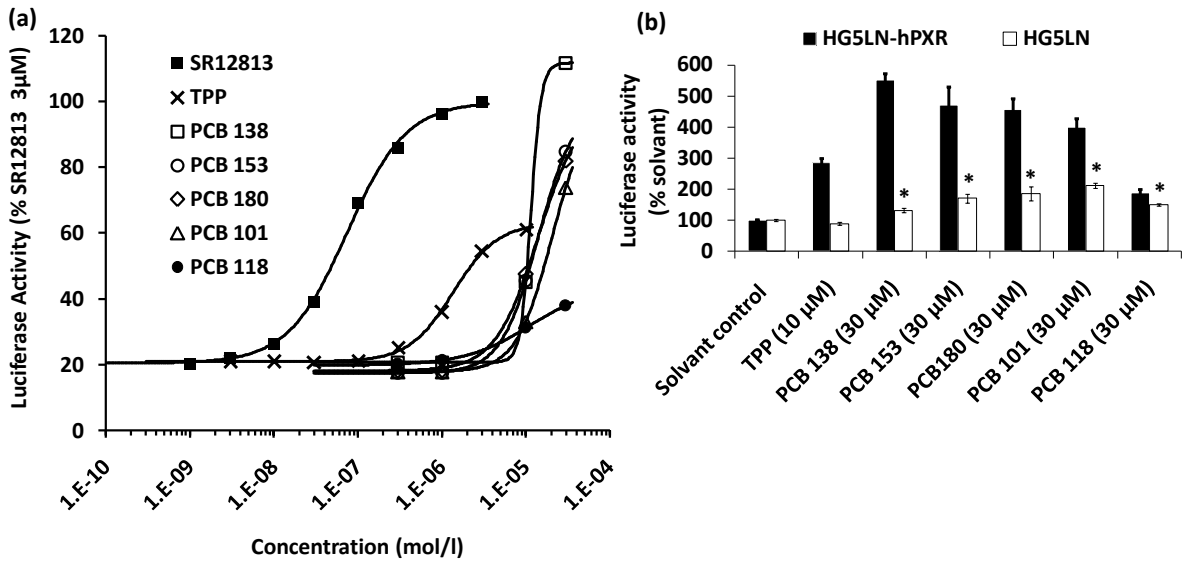 (a)
Luciferase Activity (% SR12813 3µM)
120
100
80
60
40
20
0
SR12813
TPP
PCB 138
PCB 153
PCB 180
PCB 101
PCB 118
1.E-10
1.E-09
1.E-08
1.E-07
1.E-06
1.E-05
1.E-04
Concentration (mol/l)
(b)
HG5LN-hPXR HG5LN
Luciferase activity
(% solvant)
600
500
400
300
200
100
0
* * * * *
Solvant control
TPP (10 µM)
PCB 138 (30 µM)
PCB 153 (30 µM)
PCB180 (30 µM)
PCB 101 (30 µM)
PCB 118 (30 µM)